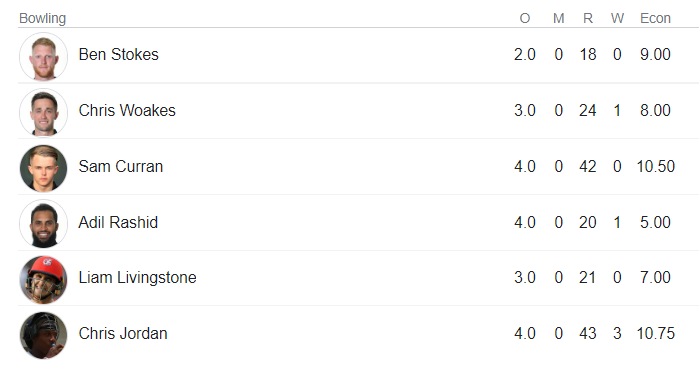 Bowling O M R W Econ
Ben Stokes 2.0 0 18 0 9.00
Chris Woakes 3.0 0 24 1 8.00
Sam Curran 4.0 0 42 0 10.50
Adil Rashid 4.0 0 20 1 5.00
Liam Livingstone 3.0 0 21 0 7.00
Chris Jordan 4.0 0 43 3 10.75